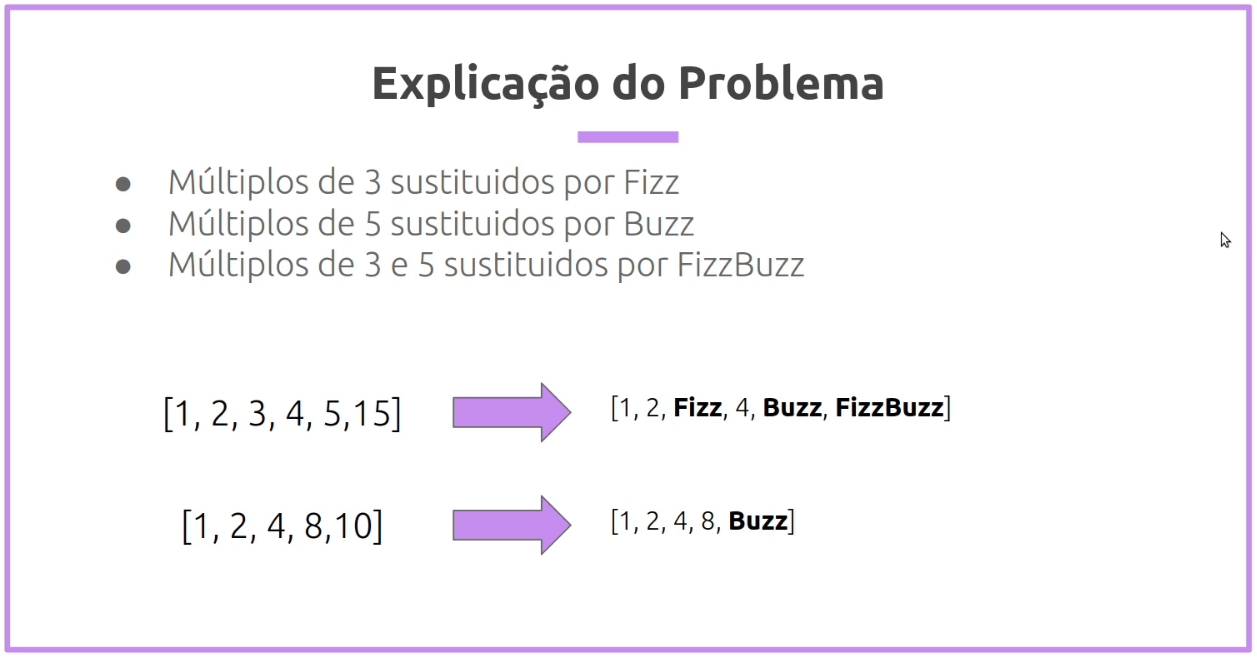 Explicação do Problema
● Múltiplos de 3 sustituidos por Fizz
● Múltiplos de 5 sustituidos por Buzz
● Múltiplos de 3 e 5 sustituidos por FizzBuzz
[1, 2, 3, 4, 5,15]
[1, 2, Fizz, 4, Buzz, FizzBuzz]
[1, 2, 4, 8,10]
[1, 2, 4, 8, Buzz]